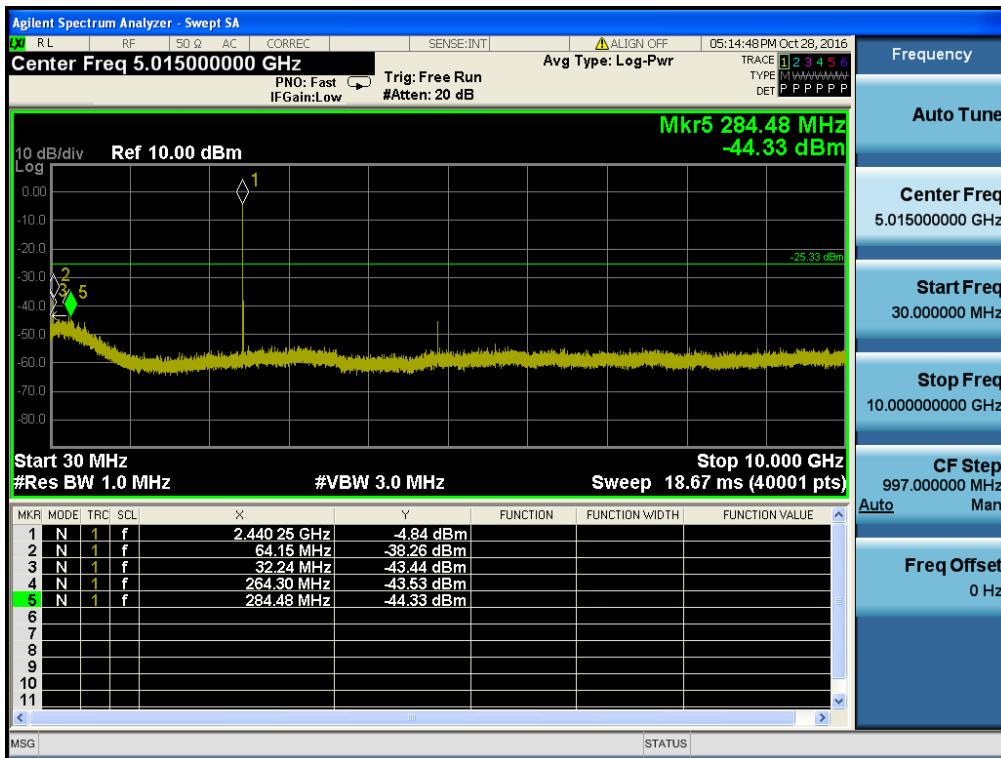 Agilent Spectrum Analyzer - Swept SA
LXI RL RF 50 Ω AC CORREC SENSE:INT ALIGN OFF 05:14:48 PM Oct 28, 2016
Center Freq 5.015000000 GHz
PNO: Fast
IFGain:Low
Trig: Free Run
#Atten: 20 dB
Avg Type: Log-Pwr
TRACE 1 2 3 4 5 6
TYPE M
DET P P P P P P
Mkr5 284.48 MHz
-44.33 dBm
10 dB/div Ref 10.00 dBm
Log
0.00
-10.0
-20.0
-30.0
-40.0
-50.0
-60.0
-70.0
-80.0
1
-25.33 dBm
2
3
5
Start 30 MHz Stop 10.000 GHz
#Res BW 1.0 MHz #VBW 3.0 MHz Sweep 18.67 ms (40001 pts)
MKR MODE TRC SCL X Y FUNCTION FUNCTION WIDTH FUNCTION VALUE
1 N 1 f 2.440 25 GHz -4.84 dBm
2 N 1 f 64.15 MHz -38.26 dBm
3 N 1 f 32.24 MHz -43.44 dBm
4 N 1 f 264.30 MHz -43.53 dBm
5 N 1 f 284.48 MHz -44.33 dBm
6
7
8
9
10
11
MSG STATUS
Frequency
Auto Tune
Center Freq
5.015000000 GHz
Start Freq
30.000000 MHz
Stop Freq
10.000000000 GHz
CF Step
997.000000 MHz
Auto Man
Freq Offset
0 Hz